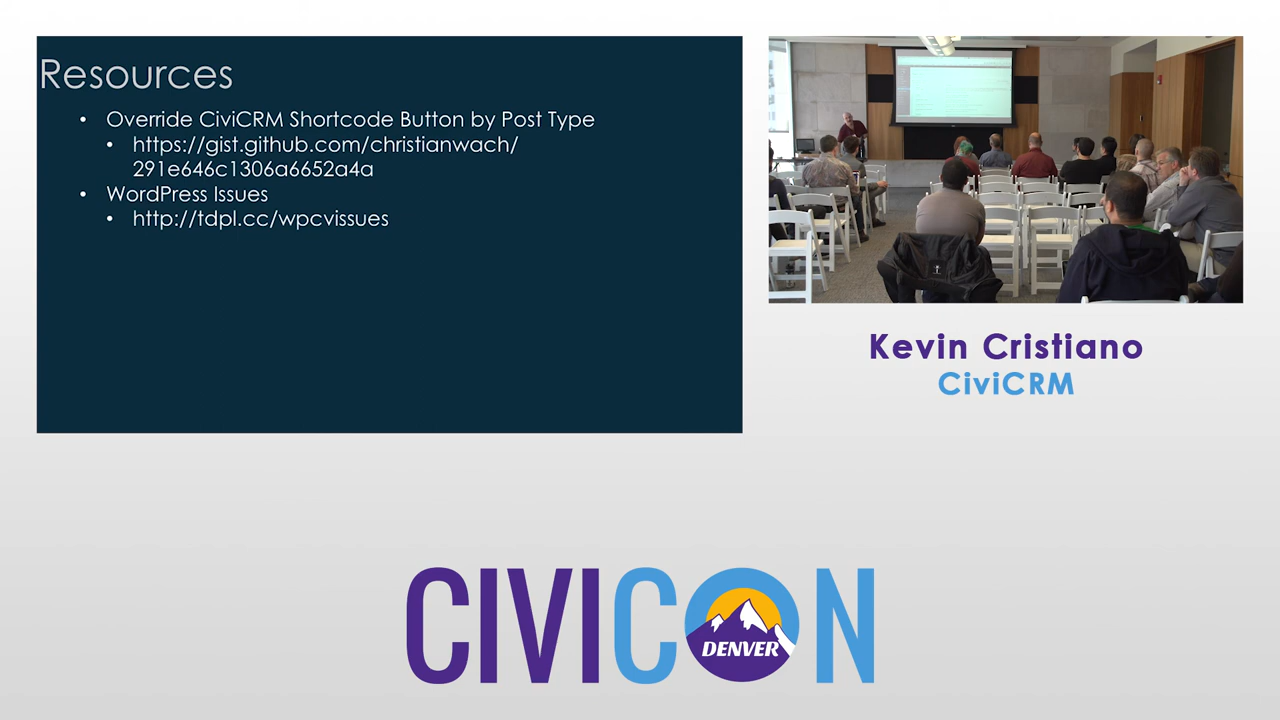 Resources
• Override CiviCRM Shortcode Button by Post Type
• https://gist.github.com/christianwach/
291e646c1306a6652a4a
• WordPress Issues
• http://tdpl.cc/wpcvissues
Kevin Cristiano
CiviCRM
CIVICON
DENVER